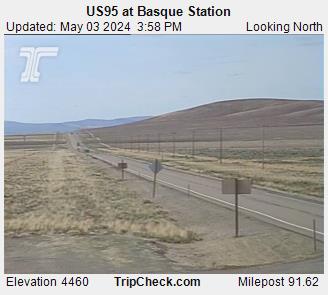 US95 at Basque Station
Updated: May 03 2024 3:58 PM Looking North
Elevation 4460 TripCheck.com Milepost 91.62